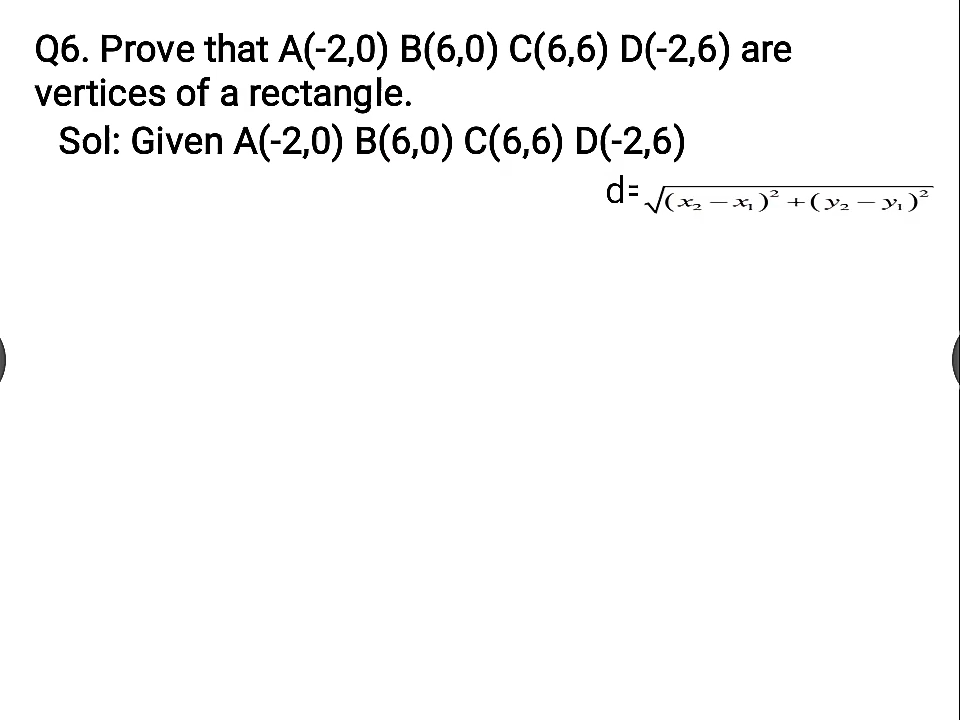 Q6. Prove that A(-2,0) B(6,0) C(6,6) D(-2,6) are
vertices of a rectangle.
Sol: Given A(-2,0) B(6,0) C(6,6) D(-2,6)
d=√(x₂ − x₁)² + (y₂ − y₁)²